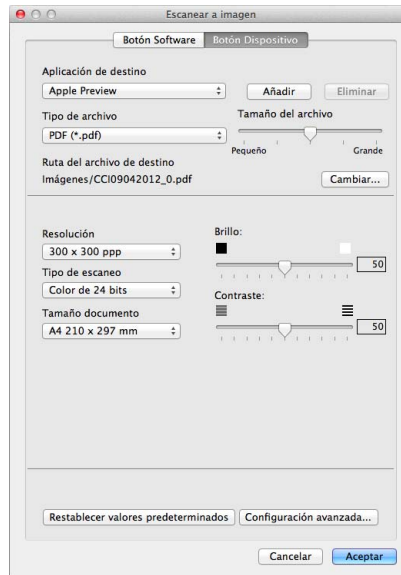 Escanear a imagen
Botón Software Botón Dispositivo
Aplicación de destino
Apple Preview Añadir Eliminar
Tipo de archivo Tamaño del archivo
PDF (*.pdf)
Pequeño Grande
Ruta del archivo de destino
Imágenes/CCI09042012_0.pdf Cambiar...
Resolución Brillo:
300 x 300 ppp 50
Tipo de escaneo
Color de 24 bits Contraste:
Tamaño documento
A4 210 x 297 mm 50
Restablecer valores predeterminados Configuración avanzada...
Cancelar Aceptar